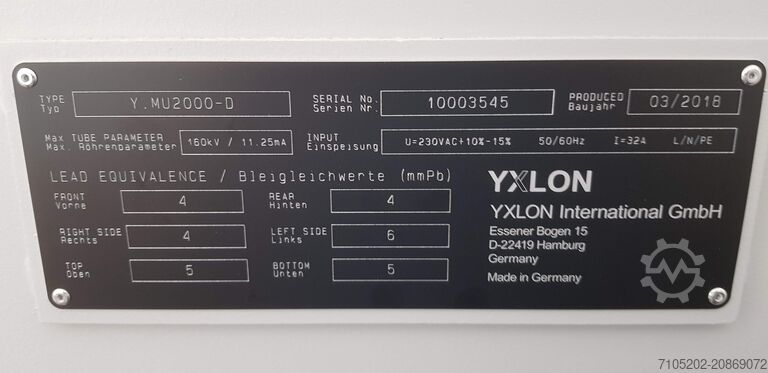 TYPE Y.MU2000-D SERIAL No. 10003545 PRODUCED 03/2018
Typ Serien Nr. Baujahr
Max TUBE PARAMETER 160kV / 11.25mA INPUT U=230VAC+10%-15% 50/60Hz I=32A L/N/PE
Max. Röhrenparameter Einspeisung
LEAD EQUIVALENCE / Bleigleichwerte (mmPb)
FRONT 4 REAR 4
Vorne Hinten
RIGHT SIDE 4 LEFT SIDE 6
Rechts Links
TOP 5 BOTTOM 5
Oben Unten
YXLON
YXLON International GmbH
Essener Bogen 15
D-22419 Hamburg
Germany
Made in Germany
7105202-20869072